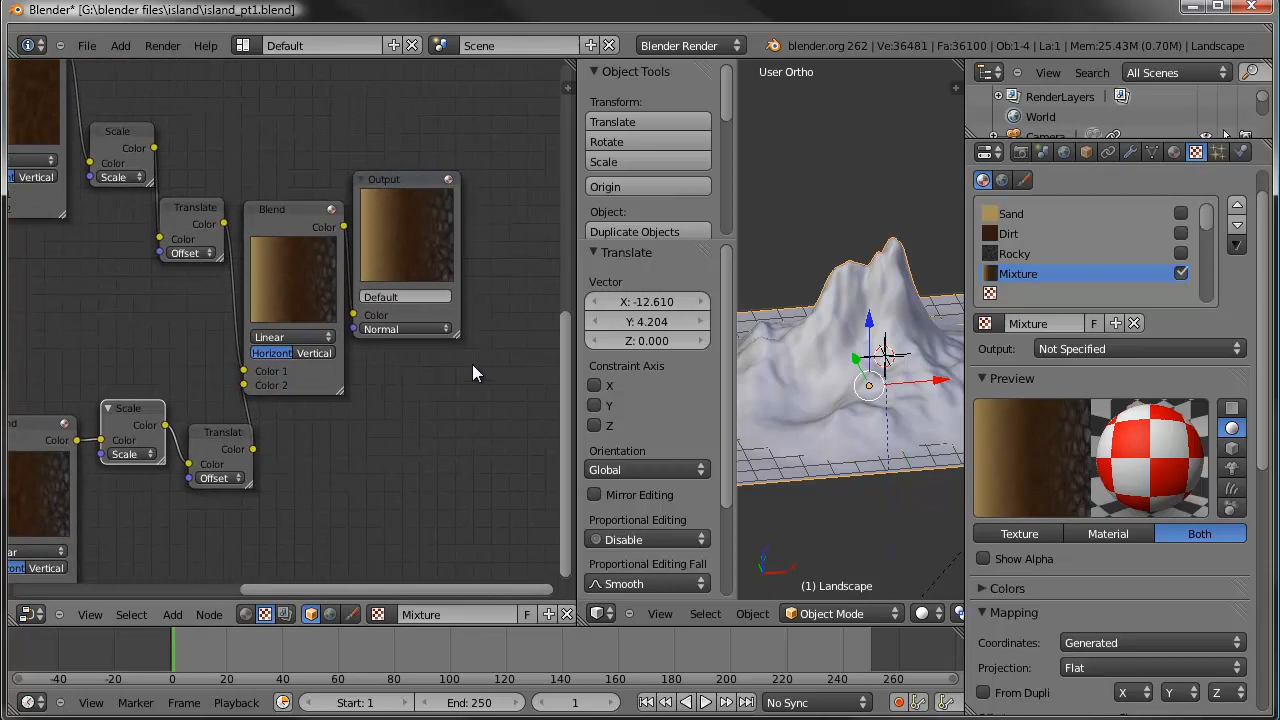 Blender* [G:\blender files\island\island_pt1.blend]
File Add Render Help Default Scene Blender Render blender.org 262 | Ve:36481 | Fa:36100 | Ob:1-4 | La:1 | Mem:25.43M (0.70M) | Landscape
Scale
Color
Color
Scale
Vertical
Translate
Color
Color
Offset
Blend
Color
Linear
Horizont Vertical
Color 1
Color 2
Output
Default
Color
Normal
Color
Scale
Color
Color
Scale
Translat
Color
Color
Offset
Vertical
View Select Add Node Mixture F
Object Tools
Transform:
Translate
Rotate
Scale
Origin
Object:
Duplicate Objects
Translate
Vector
X: -12.610
Y: 4.204
Z: 0.000
Constraint Axis
X
Y
Z
Orientation
Global
Mirror Editing
Proportional Editing
Disable
Proportional Editing Fall
Smooth
User Ortho
(1) Landscape
View Select Object Object Mode
View Search All Scenes
RenderLayers
World
Camera
Sand
Dirt
Rocky
Mixture
Mixture F
Output: Not Specified
Preview
Texture Material Both
Show Alpha
Colors
Mapping
Coordinates: Generated
Projection: Flat
From Dupli X Y Z
-40 -20 0 20 40 60 80 100 120 140 160 180 200 220 240 260
View Marker Frame Playback Start: 1 End: 250 1 No Sync